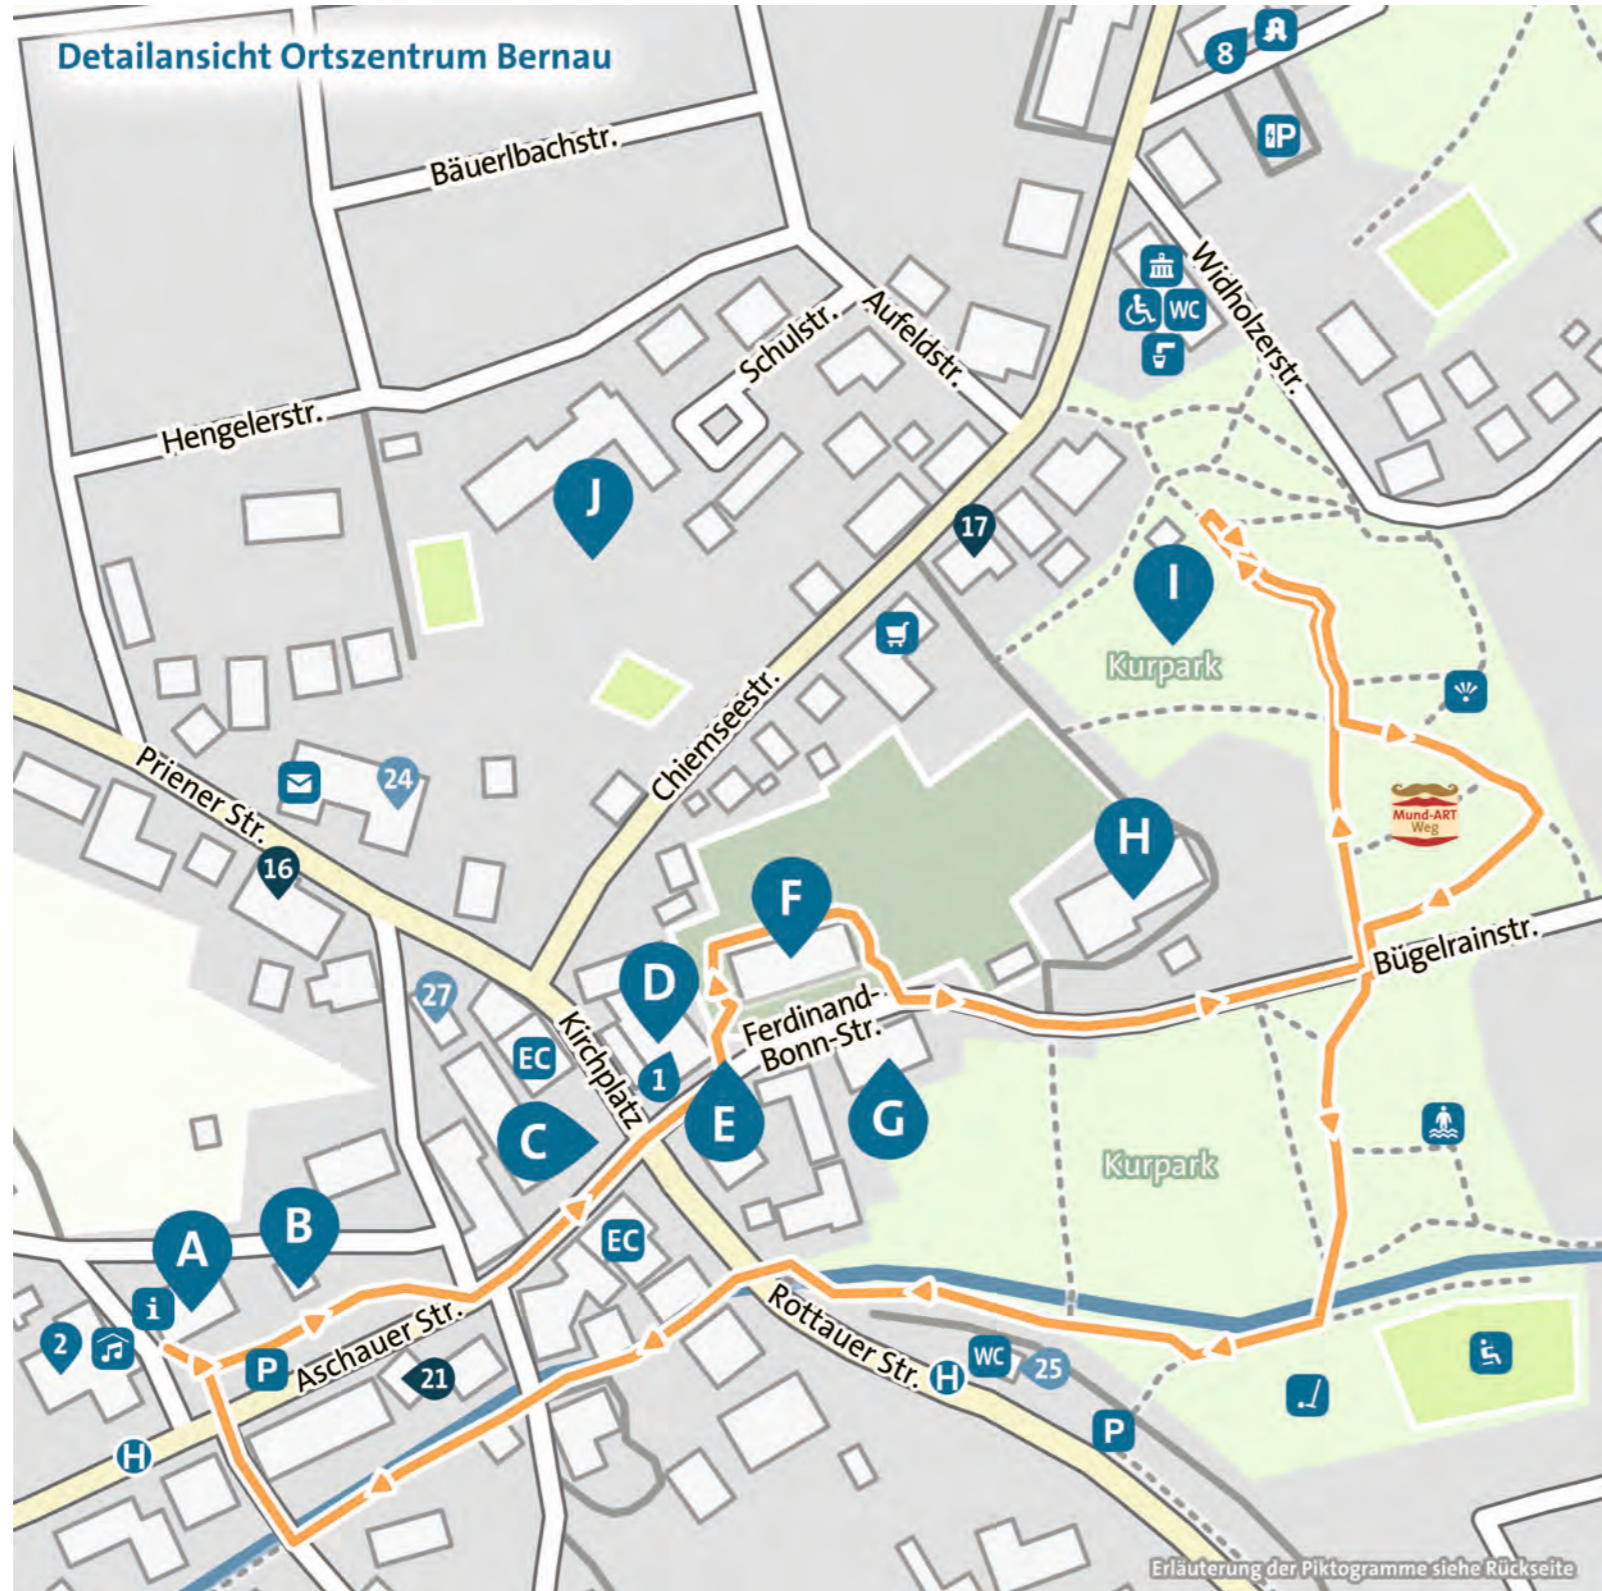 Detailansicht Ortszentrum Bernau
8
P
Bäuerlbachstr.
WC
Widholzerstr.
Schulstr.
Aufeldstr.
Hengelerstr.
J
17
I
Kurpark
Chiemseestr.
Priener Str.
24
Mund-ART
Weg
16
H
F
Bügelrainstr.
D
27
Ferdinand-
Bonn-Str.
Kirchplatz
EC
1
E
G
C
Kurpark
B
A
EC
i
2
P
Aschauer Str.
21
Rottauer Str.
H
WC
25
P
H
Erläuterung der Piktogramme siehe Rückseite